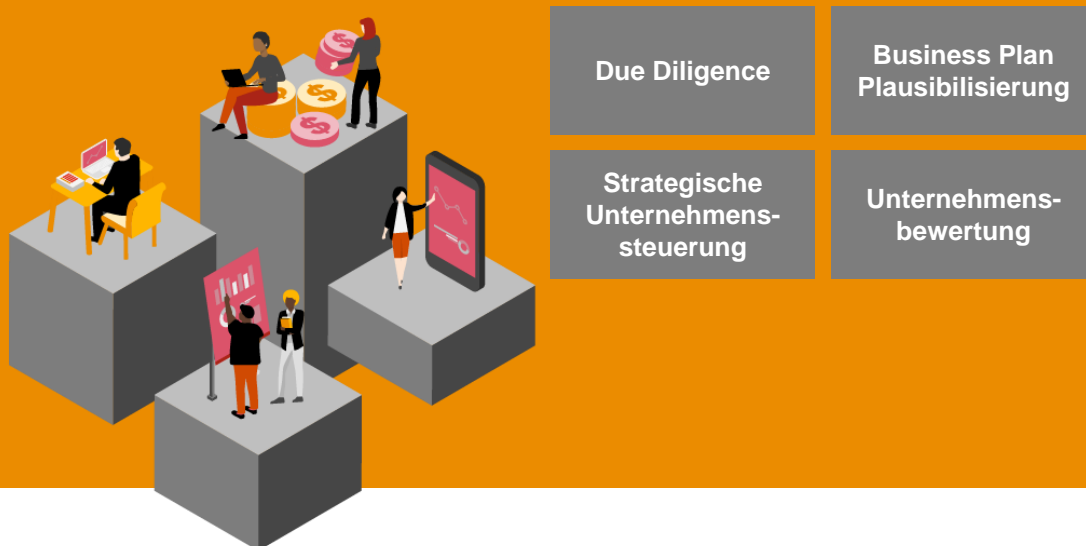 Due Diligence
Business Plan
Plausibilisierung
Strategische
Unternehmens-
steuerung
Unternehmens-
bewertung
$
$
$
$